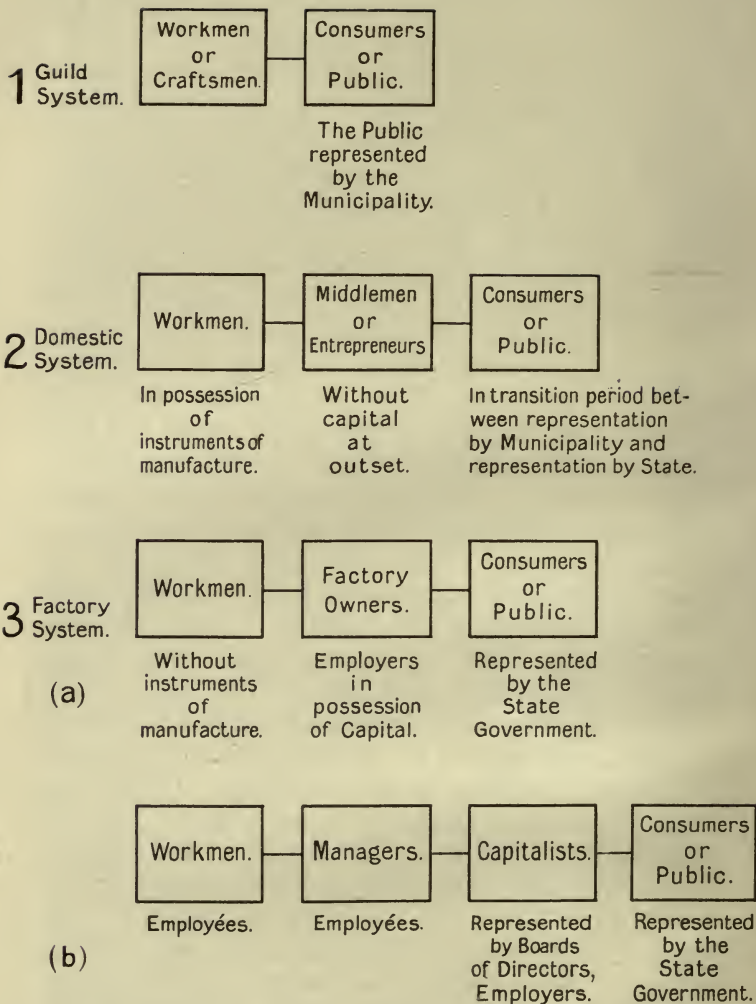 1 Guild
System.
Workmen
or
Craftsmen.
Consumers
or
Public.
The Public
represented
by the
Municipality.
2 Domestic
System.
Workmen.
In possession
of
instruments of
manufacture.
Middlemen
or
Entrepreneurs
Without
capital
at
outset.
Consumers
or
Public.
In transition period bet-
ween representation
by Municipality and
representation by State.
3 Factory
System.
(a)
Workmen.
Without
instruments
of
manufacture.
Factory
Owners.
Employers
in
possession
of Capital.
Consumers
or
Public.
Represented
by the
State
Government.
(b)
Workmen.
Employées.
Managers.
Employées.
Capitalists.
Represented
by Boards
of Directors,
Employers.
Consumers
or
Public.
Represented
by the
State
Government.